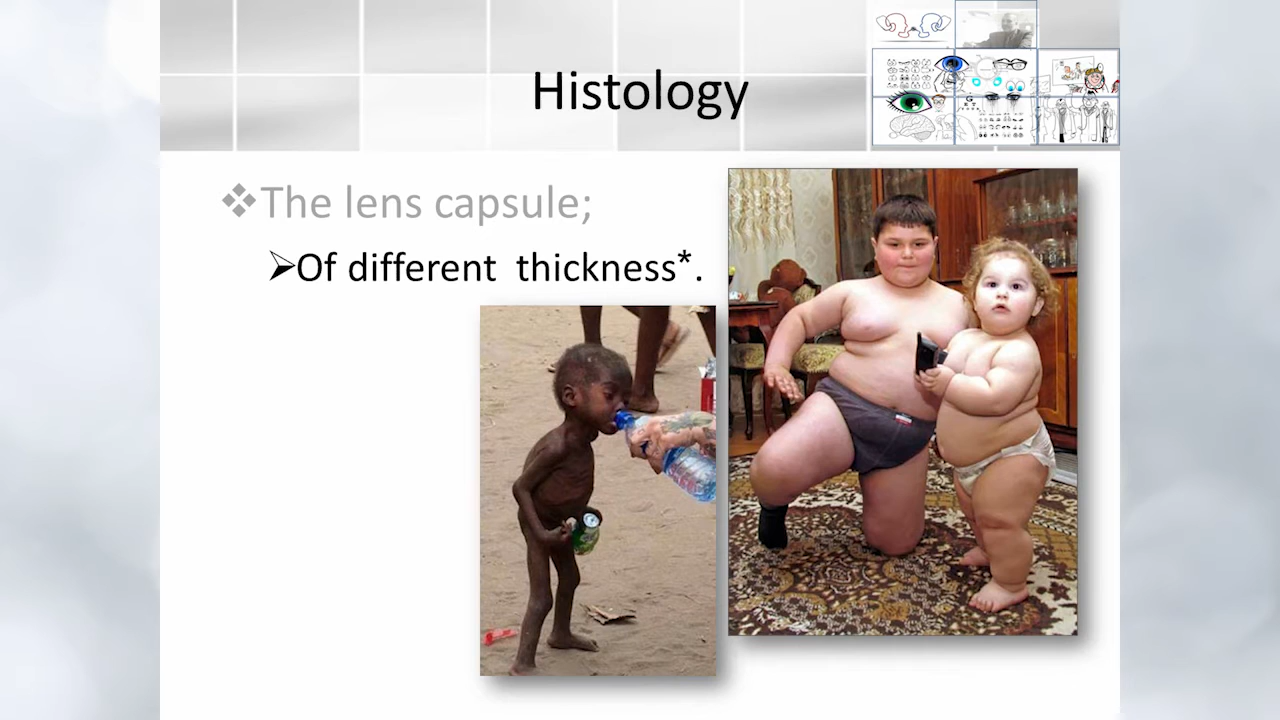 Histology
❖The lens capsule;
➢Of different thickness*.